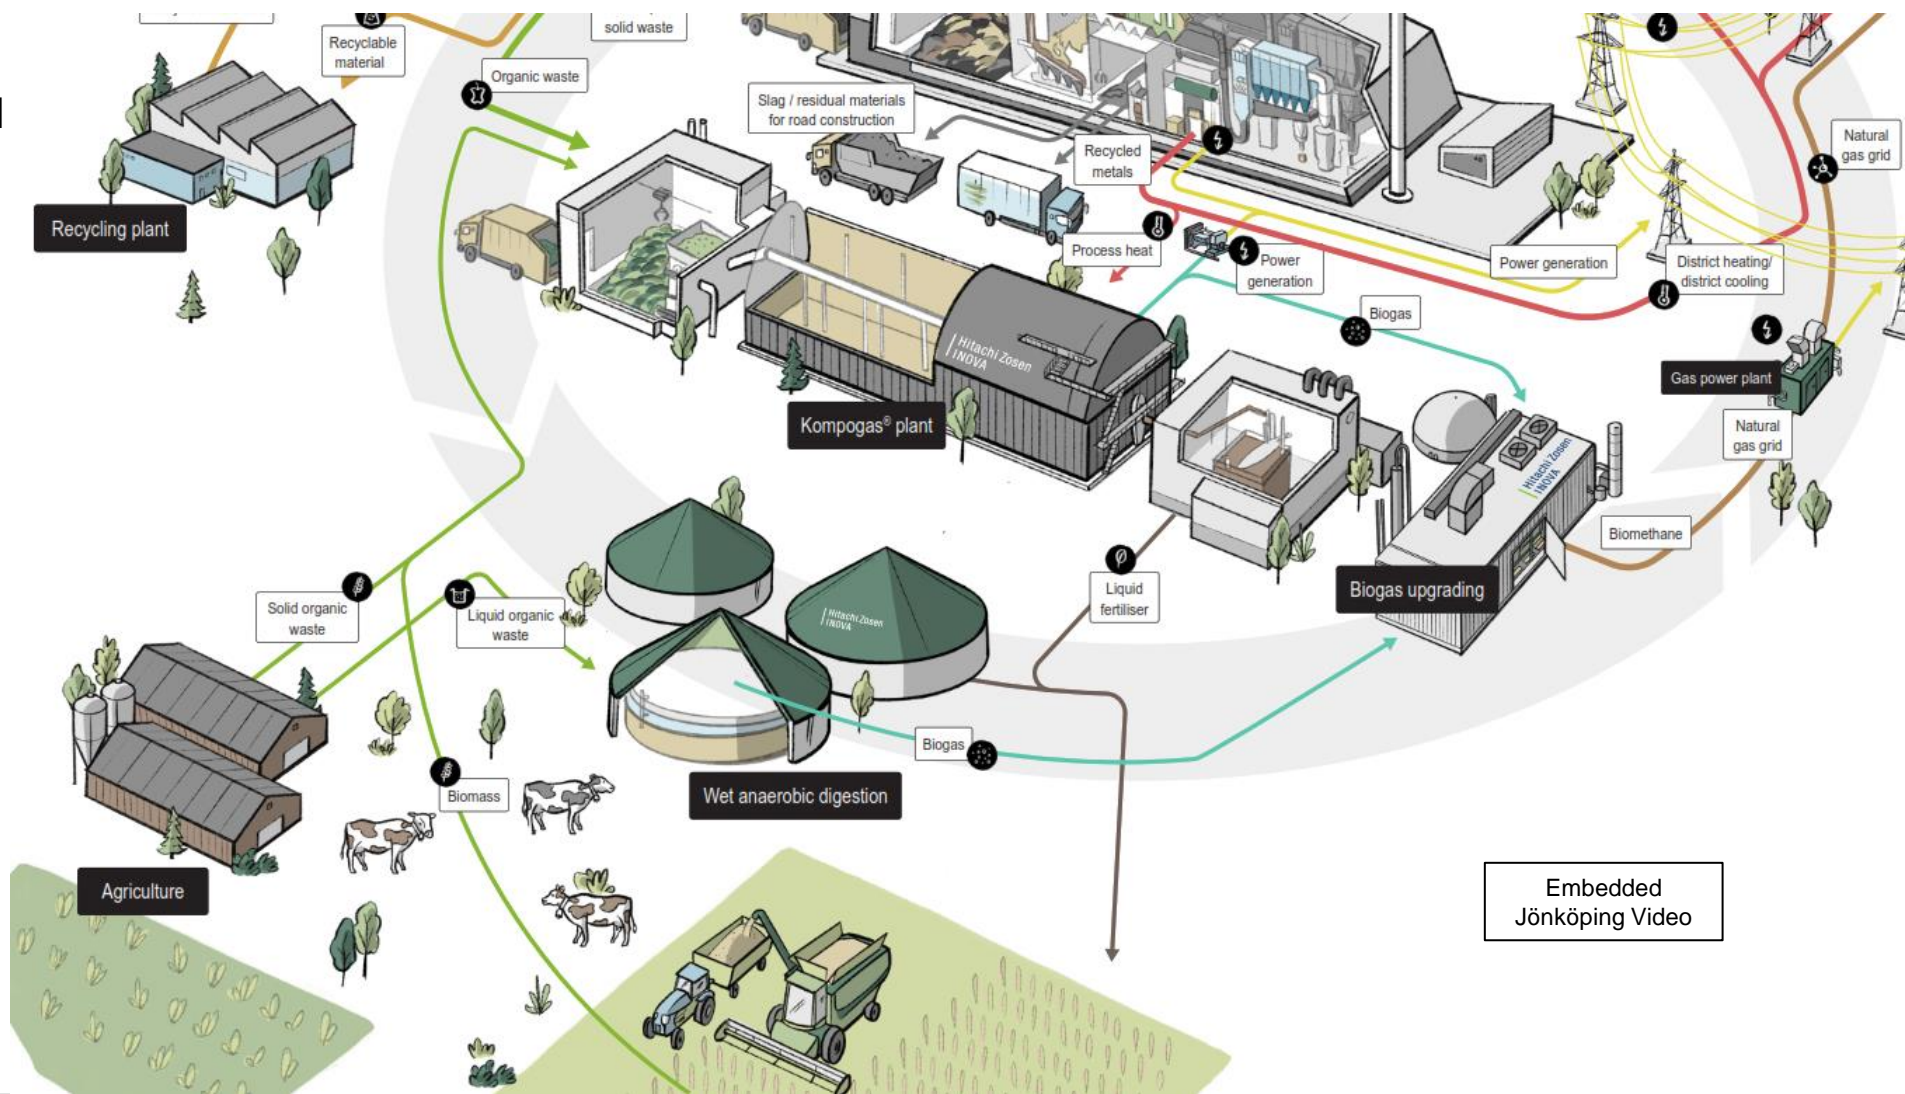 solid waste
Recyclable
material
Organic waste
Slag / residual materials
for road construction
Recycled
metals
Natural
gas grid
Recycling plant
Process heat
Power
generation
Power generation
District heating/
district cooling
Biogas
Hitachi Zosen
INOVA
Gas power plant
Kompogas® plant
Natural
gas grid
Hitachi Zosen
INOVA
Biomethane
Liquid
fertiliser
Biogas upgrading
Solid organic
waste
Liquid organic
waste
Hitachi Zosen
INOVA
Biogas
Biomass
Wet anaerobic digestion
Agriculture
Embedded
Jönköping Video